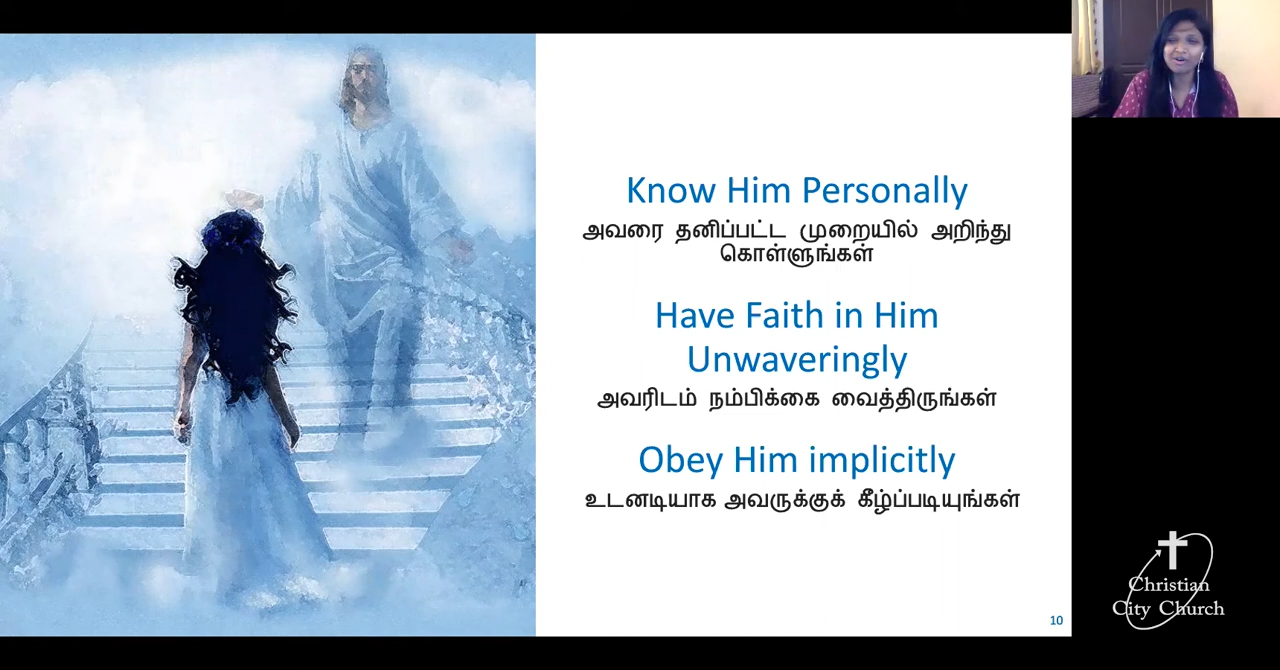 Know Him Personally
அவரை தனிப்பட்ட முறையில் அறிந்து
கொள்ளுங்கள்
Have Faith in Him
Unwaveringly
அவரிடம் நம்பிக்கை வைத்திருங்கள்
Obey Him implicitly
உடனடியாக அவருக்குக் கீழ்ப்படியுங்கள்
10
Christian
City Church